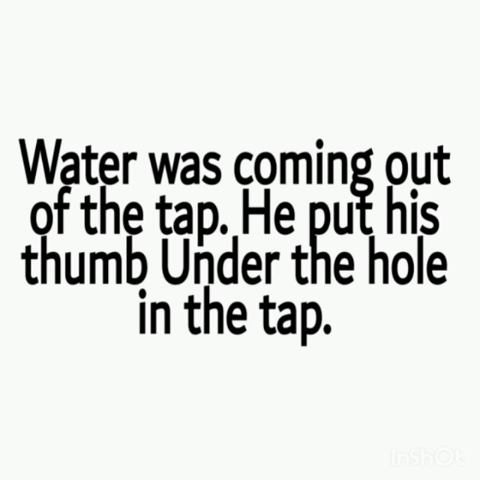 Water was coming out
of the tap. He put his
thumb Under the hole
in the tap.
InShOt